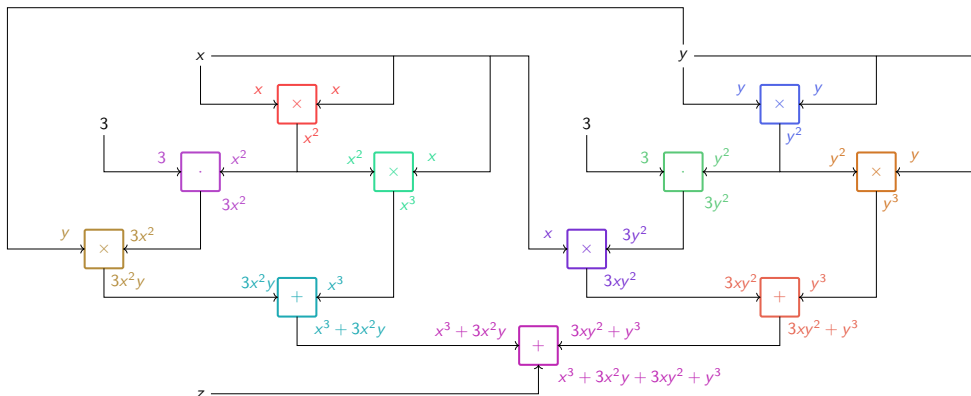 x y
x × x y × y
3 x² 3 y²
3 · x² x² × x 3 · y² y² × y
3x² x³ 3y² y³
y × 3x² x × 3y²
3x²y 3xy²
3x²y + x³ 3xy² + y³
x³ + 3x²y x³ + 3x²y + 3xy² + y³ 3xy² + y³
x³ + 3x²y + 3xy² + y³
z